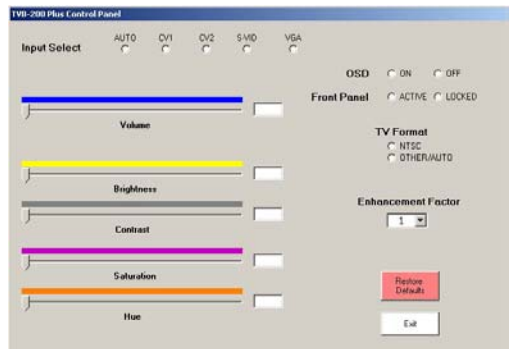 TVB-200 Plus Control Panel
Input Select
AUTO CV1 CV2 S-VID VGA
OSD ON OFF
Front Panel ACTIVE LOCKED
Volume
TV Format
NTSC
OTHER/AUTO
Brightness
Enhancement Factor
1
Contrast
Saturation
Restore
Defaults
Hue
Exit